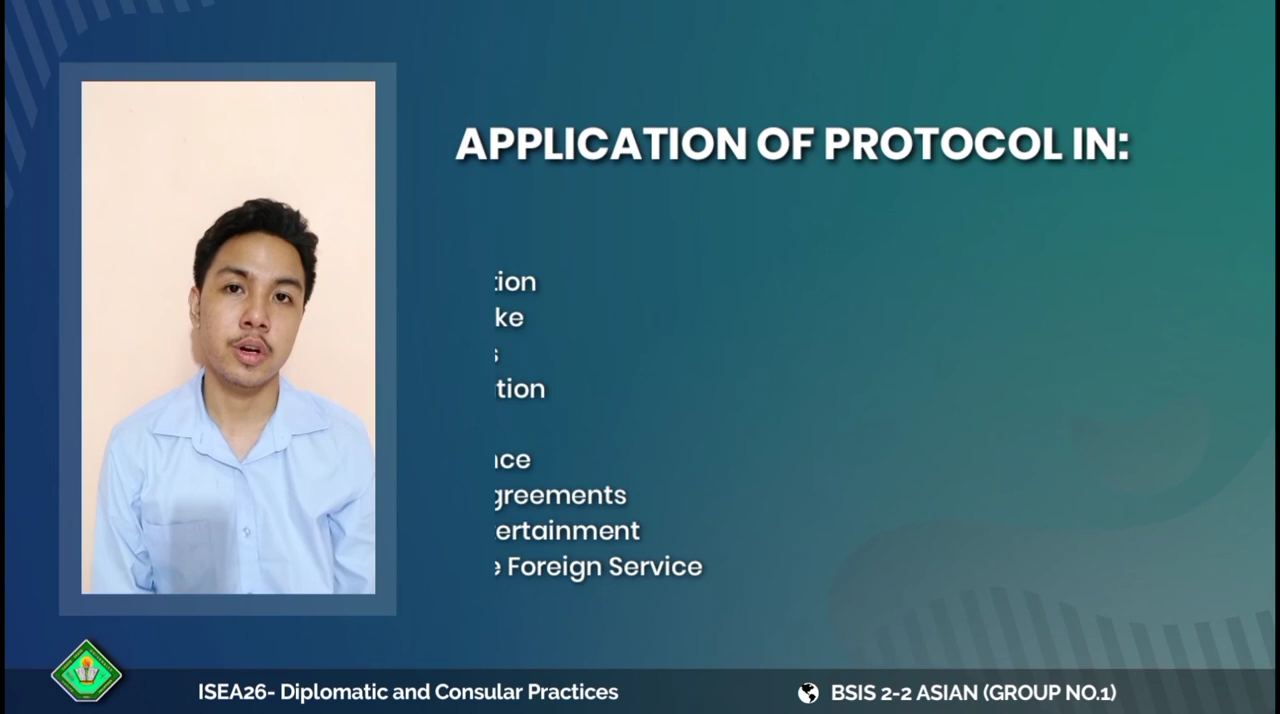 APPLICATION OF PROTOCOL IN:
tion
ke
s
tion
nce
greements
ertainment
e Foreign Service
ISEA26- Diplomatic and Consular Practices
BSIS 2-2 ASIAN (GROUP NO.1)